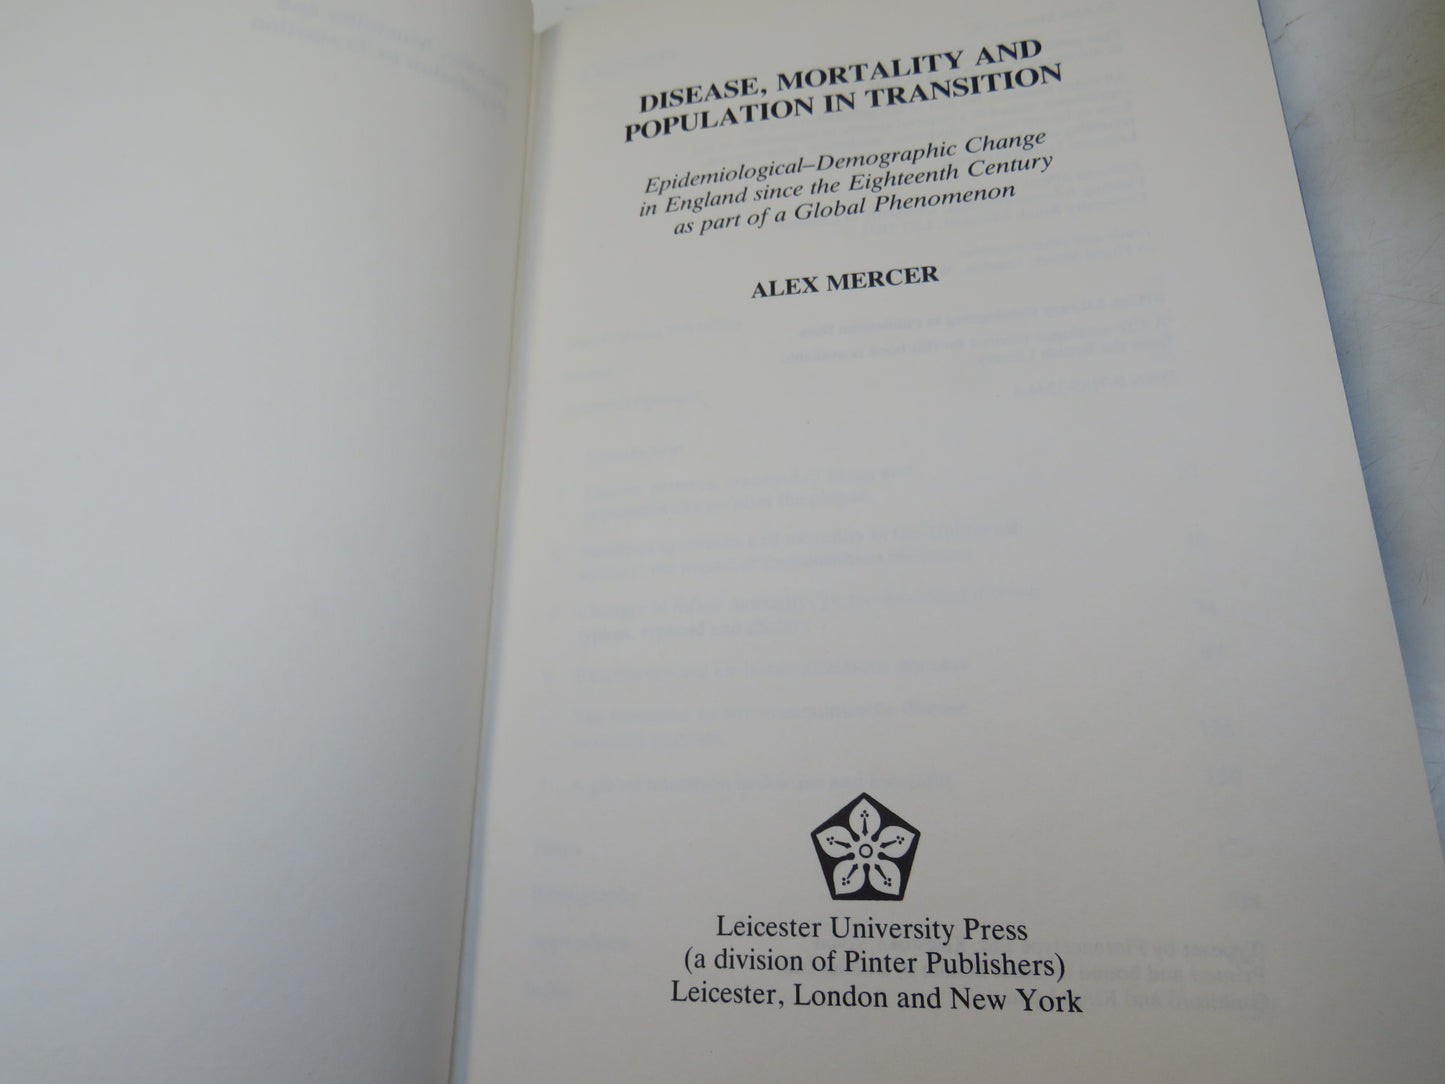 DISEASE, MORTALITY AND
POPULATION IN TRANSITION
Epidemiological–Demographic Change
in England since the Eighteenth Century
as part of a Global Phenomenon
ALEX MERCER
Leicester University Press
(a division of Pinter Publishers)
Leicester, London and New York